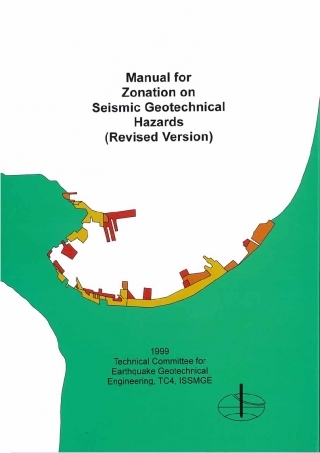 Manual for
Zonation on
Seismic Geotechnical
Hazards
(Revised Version)
1999
Technical Committee for
Earthquake Geotechnical
Engineering, TC4, ISSMGE